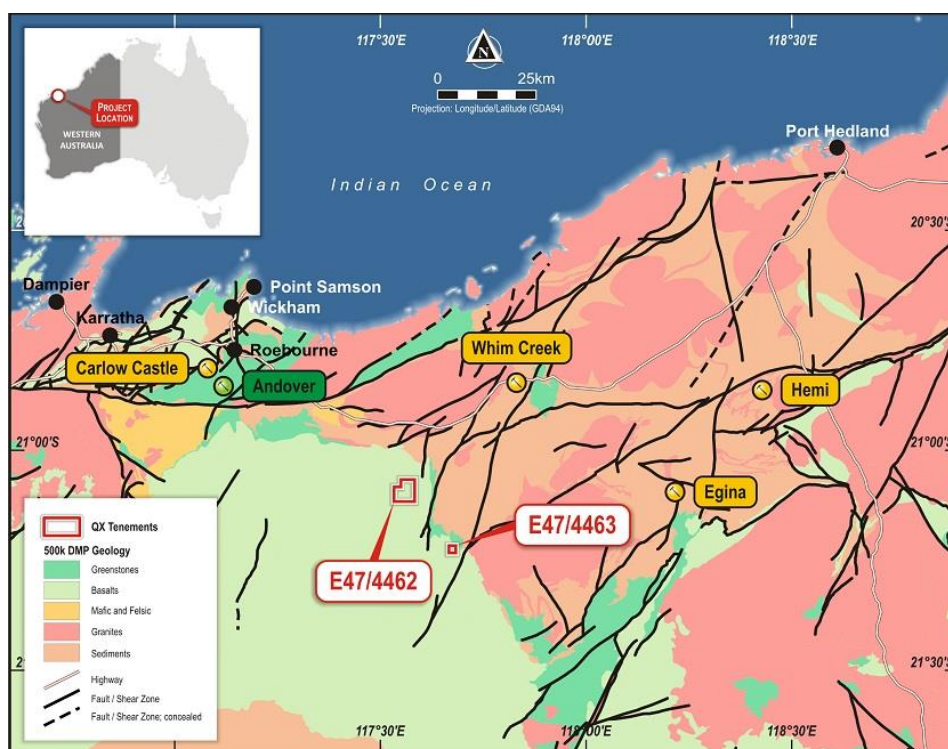 117°30'E
118°00'E
118°30'E
N
0
25km
Projection: Longitude/Latitude (GDA94)
PROJECT
LOCATION
WESTERN
AUSTRALIA
Port Hedland
Indian Ocean
20°30'S
Dampier
Point Samson
Wickham
Karratha
Roebourne
Whim Creek
Carlow Castle
Andover
Hemi
21°00'S
21°00'S
Egina
E47/4463
E47/4462
QX Tenements
500k DMP Geology
Greenstones
Basalts
Mafic and Felsic
Granites
Sediments
Highway
Fault / Shear Zone
Fault / Shear Zone; concealed
21°30'S
117°30'E
118°00'E
118°30'E